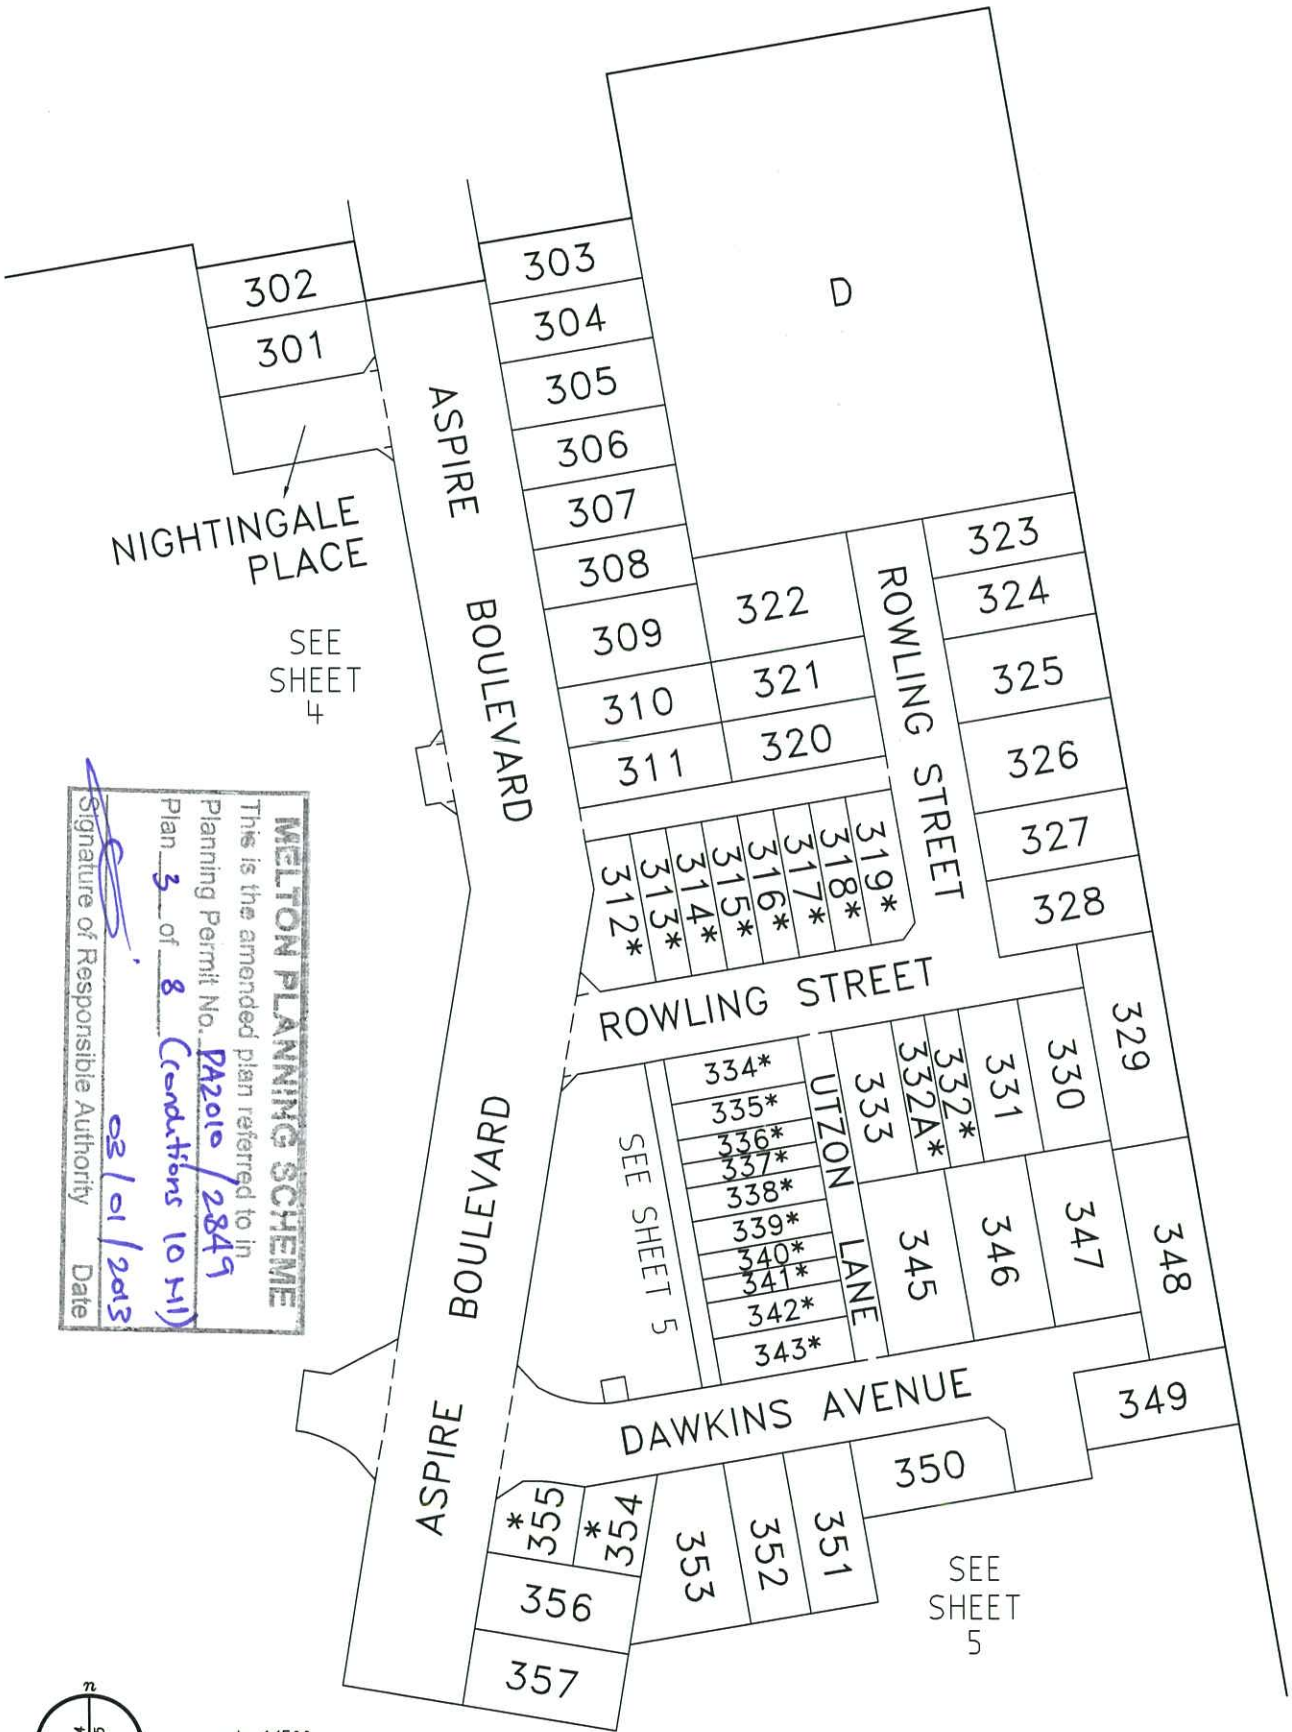 D
302
301
303
304
305
306
307
308
309
310
311
ASPIRE BOULEVARD
NIGHTINGALE
PLACE
SEE
SHEET
4
322
321
320
ROWLING STREET
323
324
325
326
327
328
329
312*
313*
314*
315*
316*
317*
318*
319*
ROWLING STREET
334*
335*
336*
337*
338*
339*
340*
341*
342*
343*
UTZON LANE
333
332A*
332*
331
330
345
346
347
348
349
SEE SHEET 5
ASPIRE BOULEVARD
DAWKINS AVENUE
350
351
352
353
354*
355*
356
357
SEE
SHEET
5
MELTON PLANNING SCHEME
This is the amended plan referred to in
Planning Permit No. PA2010/2849
Plan 3 of 8 (conditions 10 M1)
03/01/2013
Signature of Responsible Authority Date
n